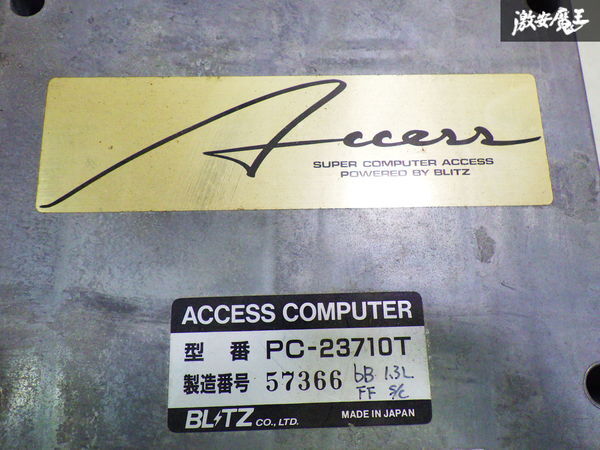 激安魔王
Access
SUPER COMPUTER ACCESS
POWERED BY BLITZ
ACCESS COMPUTER
型番 PC-23710T
製造番号 57366 bB 1.3L
FF S/C
BLITZ CO., LTD. MADE IN JAPAN